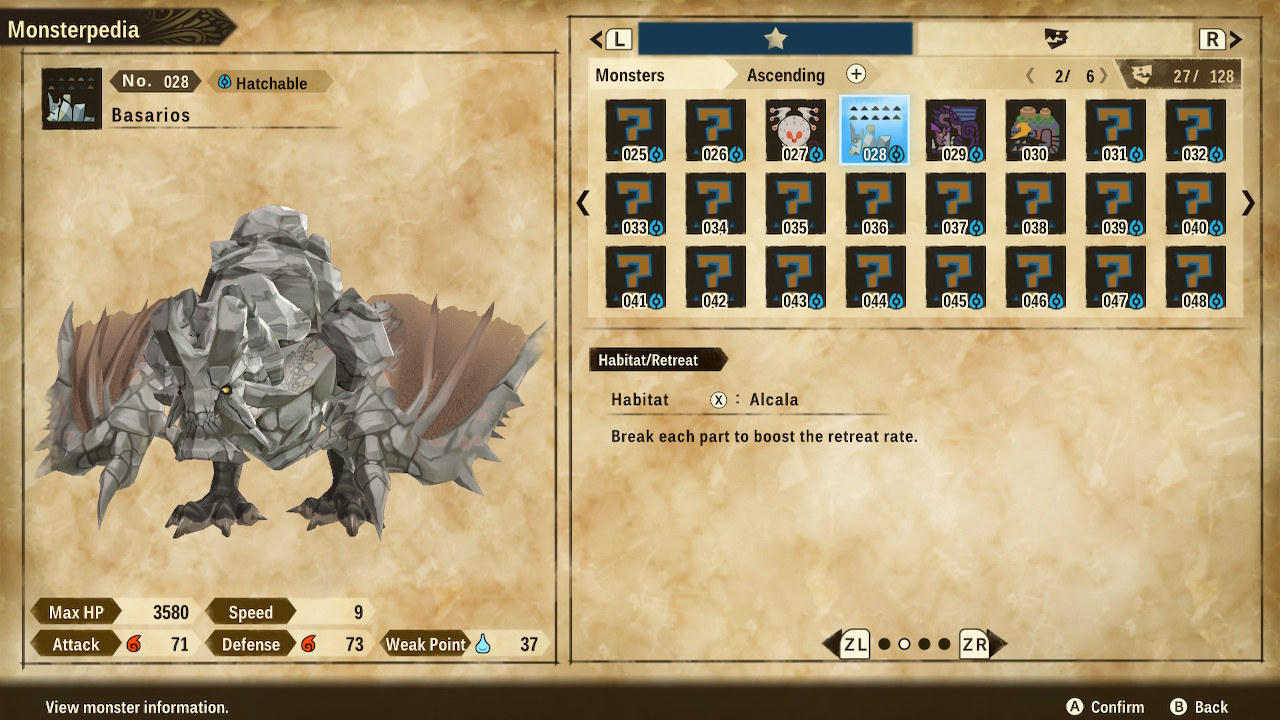 Monsterpedia
No. 028
Hatchable
Basarios
Max HP 3580
Speed 9
Attack 71
Defense 73
Weak Point 37
L
R
Monsters
Ascending
2/ 6
27/ 128
025 026 027 028 029 030 031 032
033 034 035 036 037 038 039 040
041 042 043 044 045 046 047 048
Habitat/Retreat
Habitat X : Alcala
Break each part to boost the retreat rate.
ZL ZR
View monster information.
A Confirm B Back